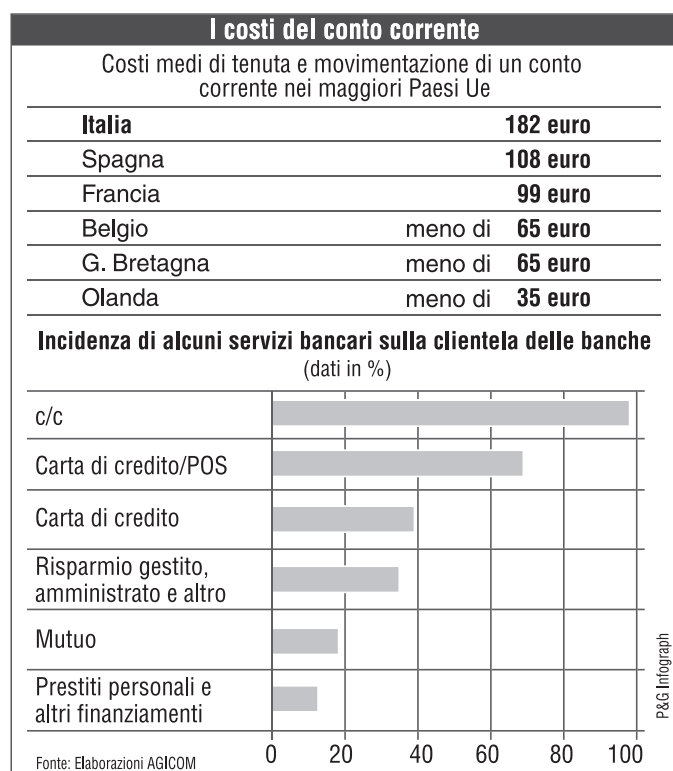 I costi del conto corrente
Costi medi di tenuta e movimentazione di un conto
corrente nei maggiori Paesi Ue
Italia 182 euro
Spagna 108 euro
Francia 99 euro
Belgio meno di 65 euro
G. Bretagna meno di 65 euro
Olanda meno di 35 euro
Incidenza di alcuni servizi bancari sulla clientela delle banche
(dati in %)
c/c
Carta di credito/POS
Carta di credito
Risparmio gestito,
amministrato e altro
Mutuo
Prestiti personali e
altri finanziamenti
0 20 40 60 80 100
Fonte: Elaborazioni AGICOM
P&G Infograph